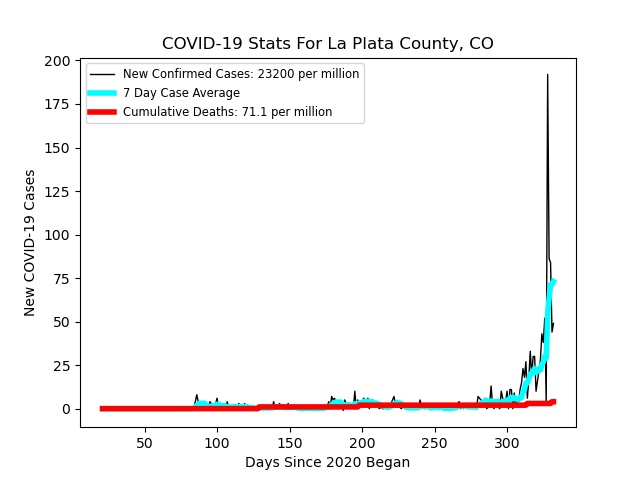 COVID-19 Stats For La Plata County, CO
New Confirmed Cases: 23200 per million
7 Day Case Average
Cumulative Deaths: 71.1 per million
New COVID-19 Cases
200
175
150
125
100
75
50
25
0
50 100 150 200 250 300
Days Since 2020 Began